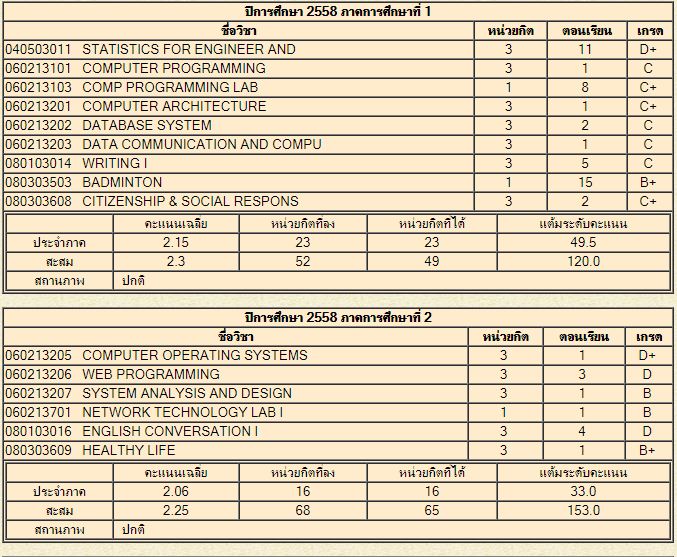 ปีการศึกษา 2558 ภาคการศึกษาที่ 1
ชื่อวิชา หน่วยกิต ตอนเรียน เกรด
040503011 STATISTICS FOR ENGINEER AND 3 11 D+
060213101 COMPUTER PROGRAMMING 3 1 C
060213103 COMP PROGRAMMING LAB 1 8 C+
060213201 COMPUTER ARCHITECTURE 3 1 C+
060213202 DATABASE SYSTEM 3 2 C
060213203 DATA COMMUNICATION AND COMPU 3 1 C
080103014 WRITING I 3 5 C
080303503 BADMINTON 1 15 B+
080303608 CITIZENSHIP & SOCIAL RESPONS 3 2 C+
คะแนนเฉลี่ย หน่วยกิตที่ลง หน่วยกิตที่ได้ แต้มระดับคะแนน
ประจำภาค 2.15 23 23 49.5
สะสม 2.3 52 49 120.0
สถานภาพ ปกติ
ปีการศึกษา 2558 ภาคการศึกษาที่ 2
ชื่อวิชา หน่วยกิต ตอนเรียน เกรด
060213205 COMPUTER OPERATING SYSTEMS 3 1 D+
060213206 WEB PROGRAMMING 3 3 D
060213207 SYSTEM ANALYSIS AND DESIGN 3 1 B
060213701 NETWORK TECHNOLOGY LAB I 1 1 B
080103016 ENGLISH CONVERSATION I 3 4 D
080303609 HEALTHY LIFE 3 1 B+
คะแนนเฉลี่ย หน่วยกิตที่ลง หน่วยกิตที่ได้ แต้มระดับคะแนน
ประจำภาค 2.06 16 16 33.0
สะสม 2.25 68 65 153.0
สถานภาพ ปกติ